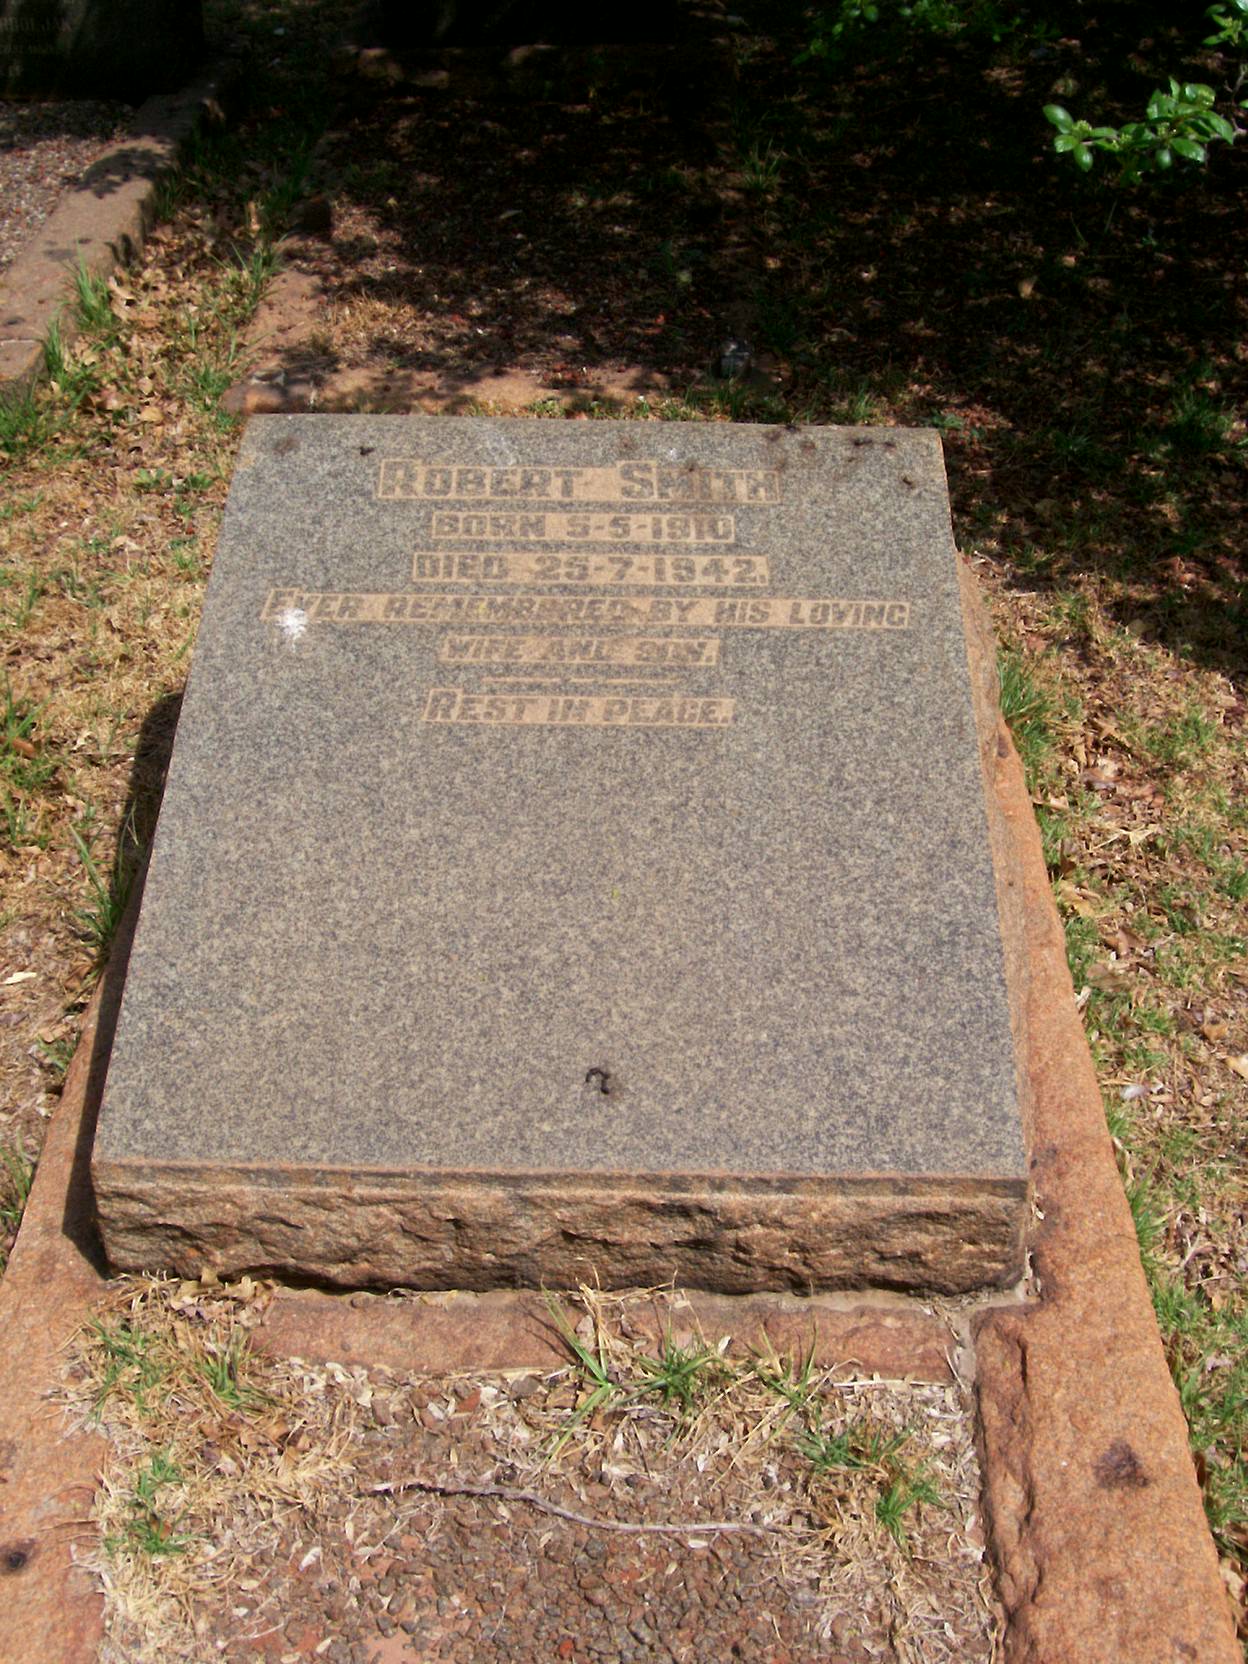 ROBERT SMITH
BORN 5-5-1910
DIED 25-7-1942.
EVER REMEMBERED BY HIS LOVING
WIFE AND SON.
REST IN PEACE.